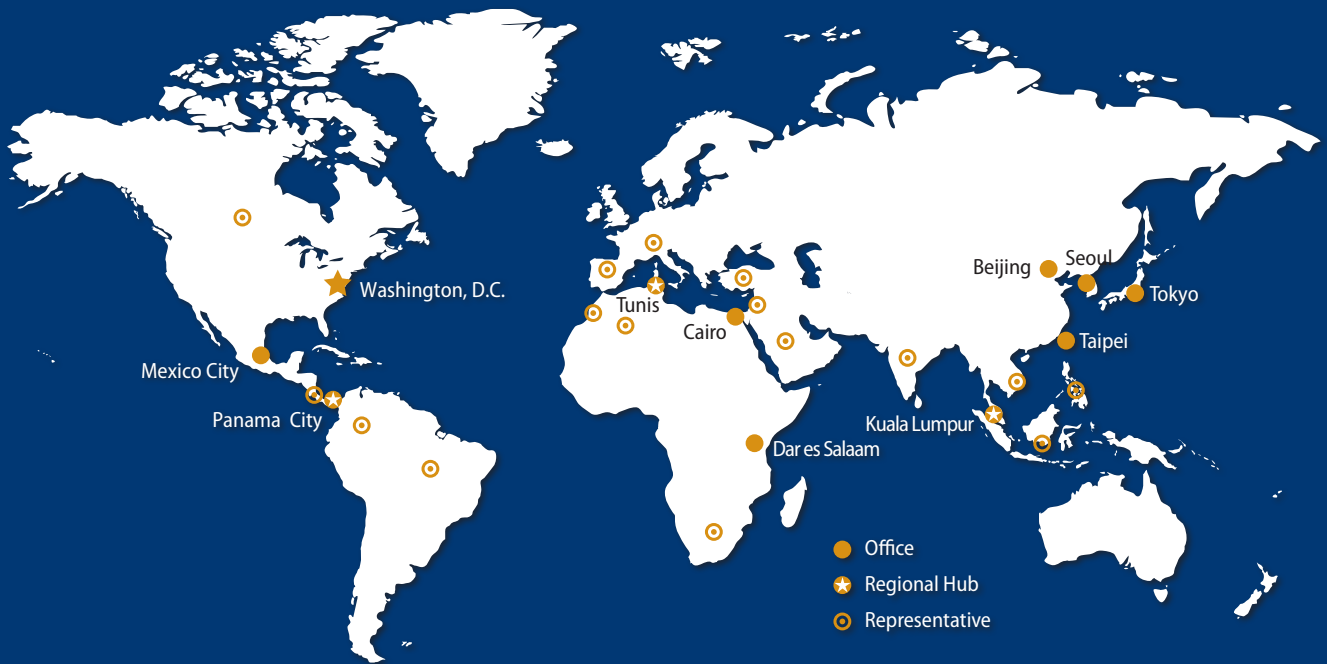 Beijing
Seoul
Washington, D.C.
Tokyo
Tunis
Cairo
Taipei
Mexico City
Panama City
Kuala Lumpur
Dar es Salaam
Office
Regional Hub
Representative